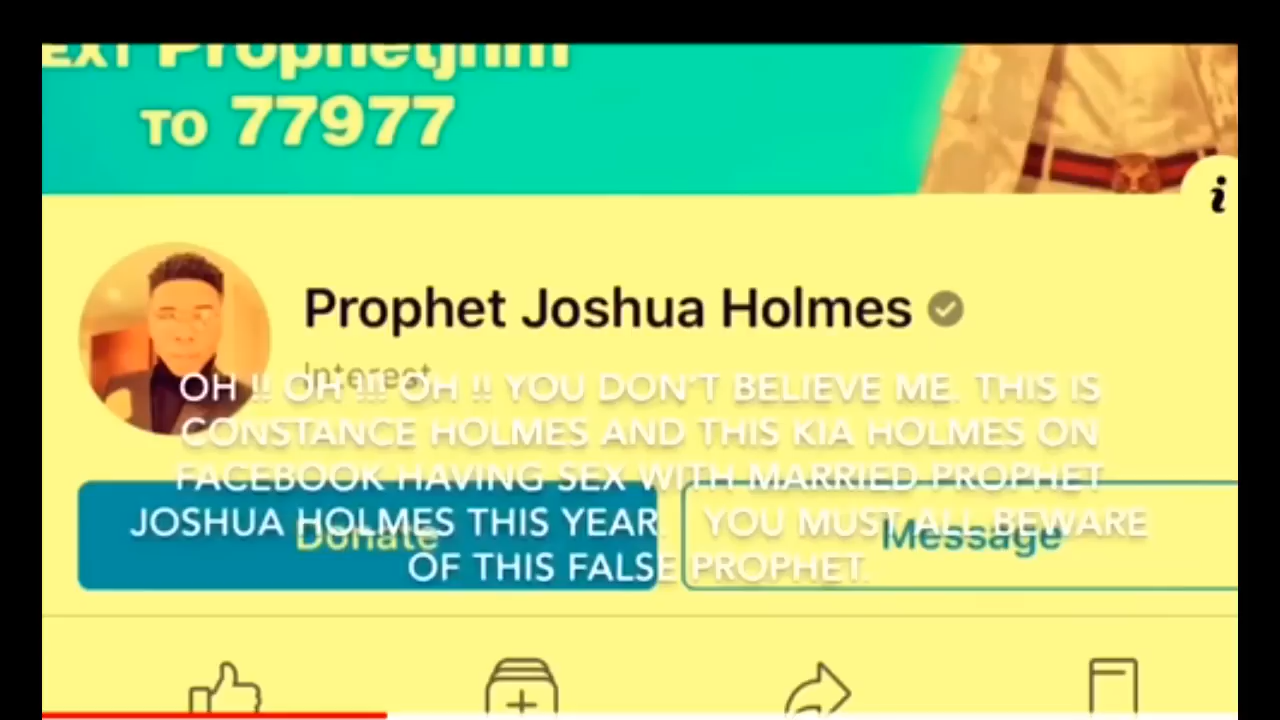 TO 77977
Prophet Joshua Holmes
Interest
OH !! OH !!! OH !! YOU DON'T BELIEVE ME. THIS IS
CONSTANCE HOLMES AND THIS KIA HOLMES ON
FACEBOOK HAVING SEX WITH MARRIED PROPHET
JOSHUA HOLMES THIS YEAR. YOU MUST ALL BEWARE
OF THIS FALSE PROPHET.
Donate
Message